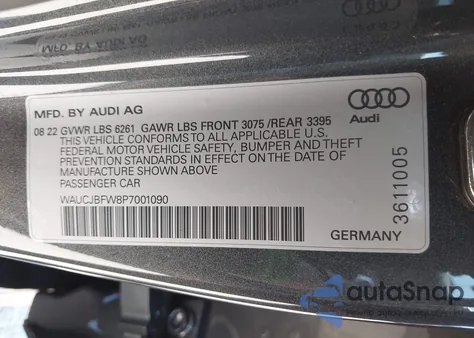 MFD. BY AUDI AG
Audi
08 22 GVWR LBS 6261 GAWR LBS FRONT 3075 /REAR 3395
THIS VEHICLE CONFORMS TO ALL APPLICABLE U.S.
FEDERAL MOTOR VEHICLE SAFETY, BUMPER AND THEFT
PREVENTION STANDARDS IN EFFECT ON THE DATE OF
MANUFACTURE SHOWN ABOVE.
PASSENGER CAR
WAUCJBFW8P7001090
3611005
GERMANY
autoSnap